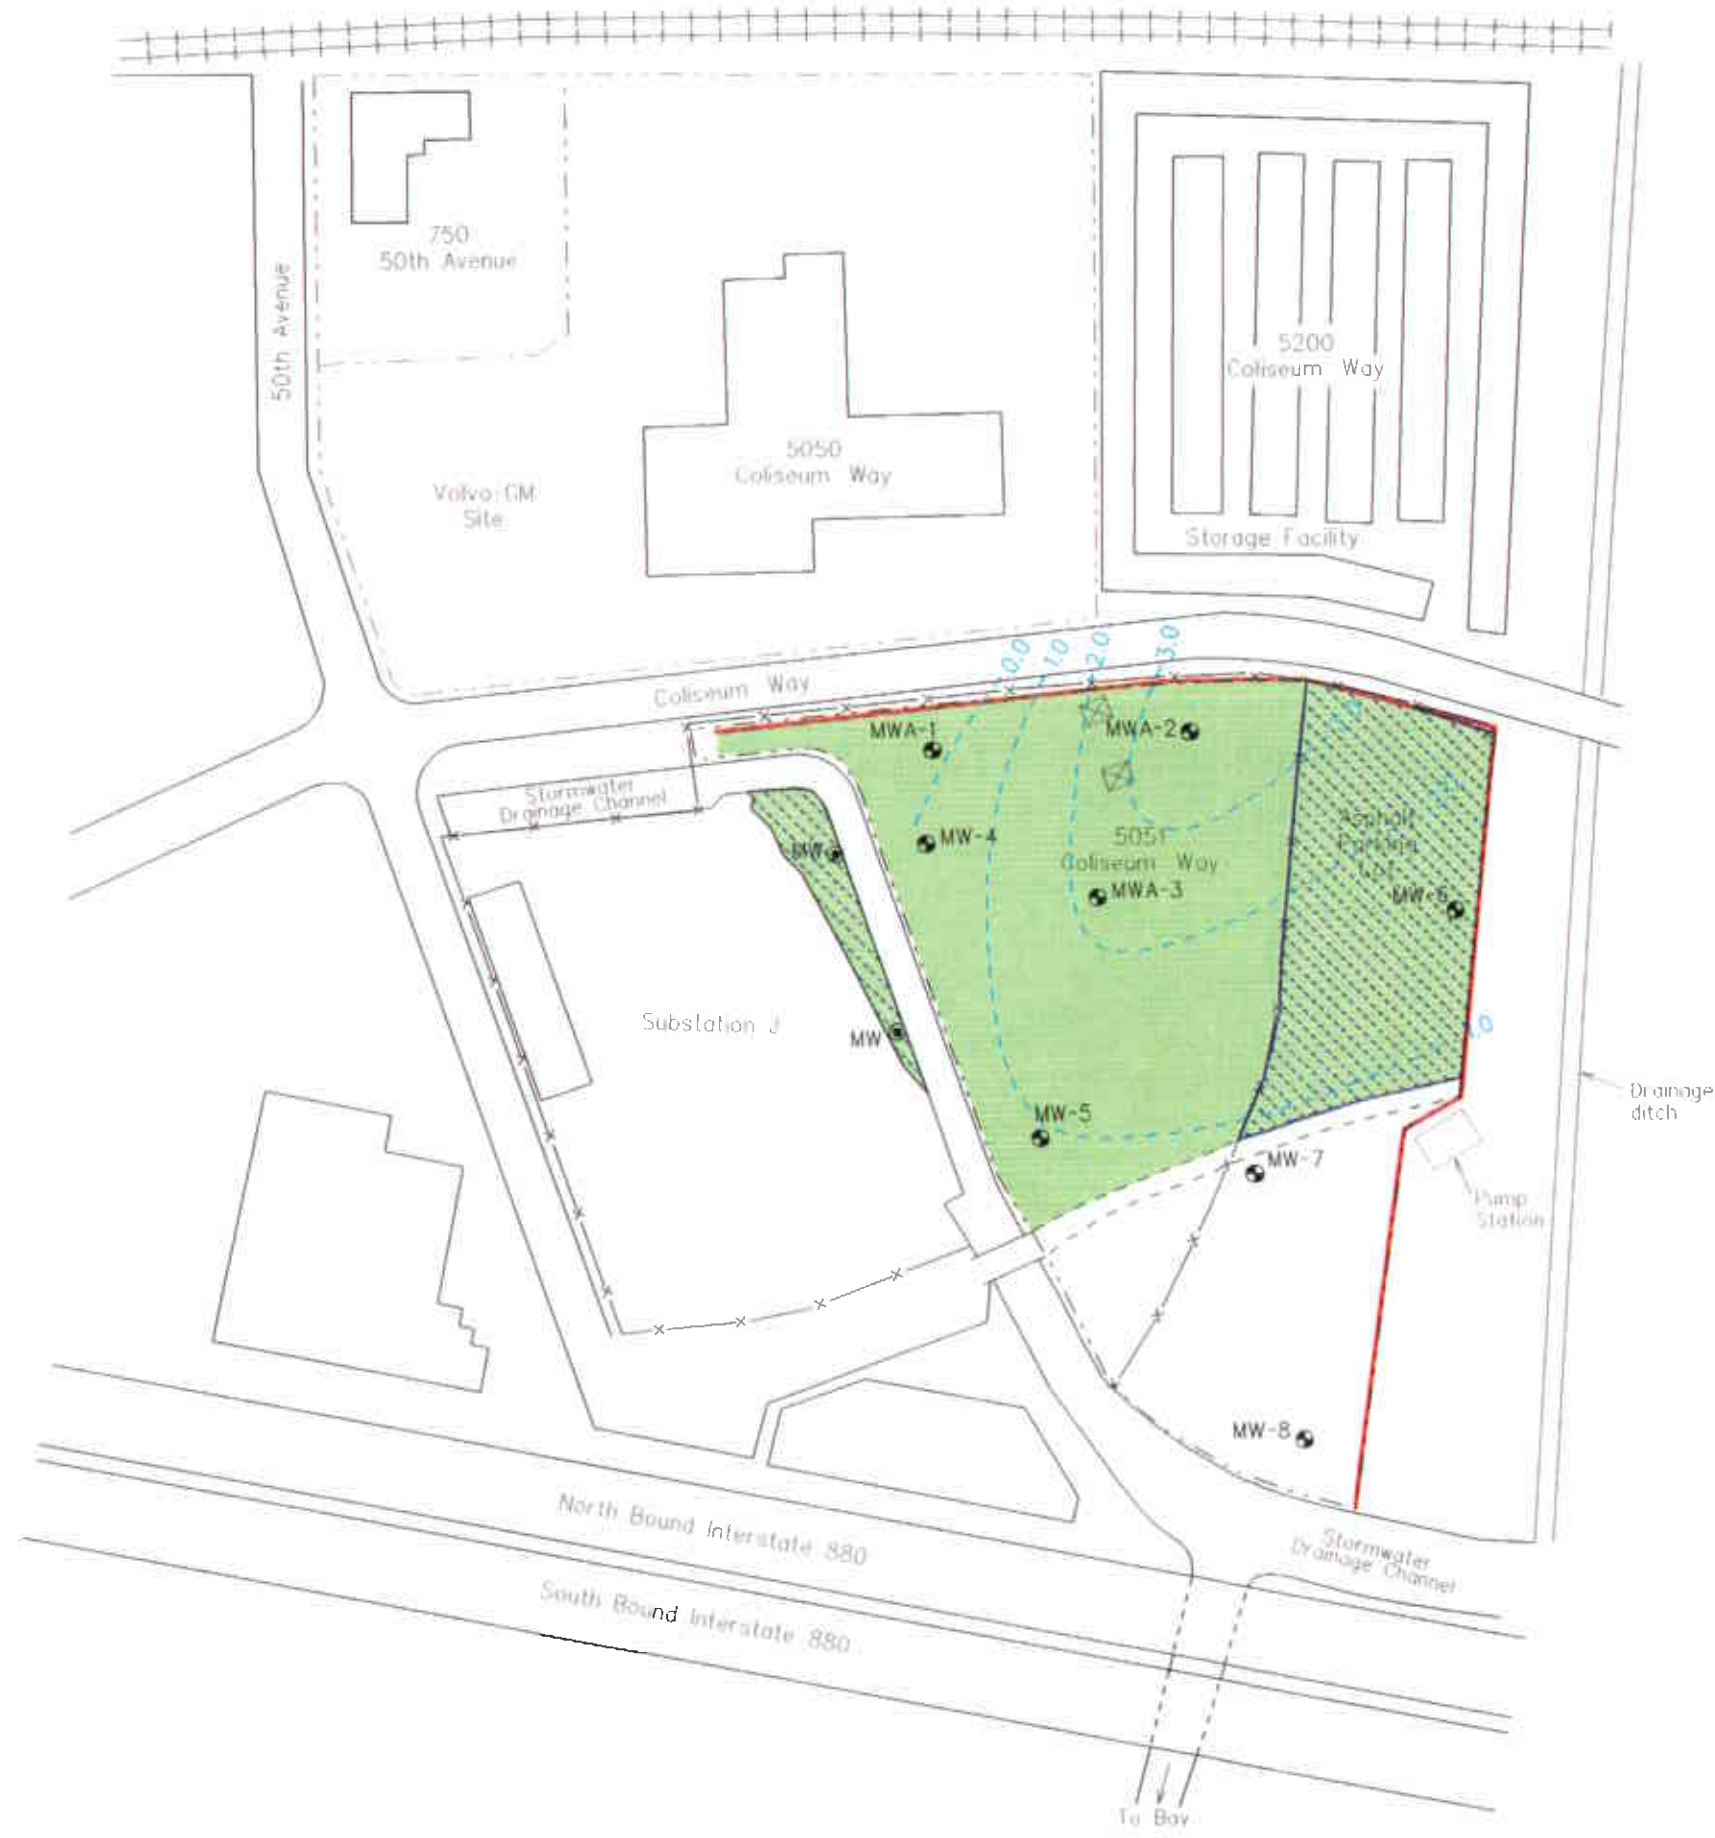 750
50th Avenue
50th Avenue
5200
Coliseum Way
5050
Coliseum Way
Volvo GM
Site
Storage Facility
0.0
1.0
2.0
3.0
Coliseum Way
MWA-1
MWA-2
Stormwater
Drainage Channel
MW-4
5051
Coliseum Way
Asphalt
Parking
Lot
MWA-3
MW-6
MW
Substation J
MW
MW-5
MW-7
Drainage
ditch
Pump
Station
MW-8
North Bound Interstate 880
South Bound Interstate 880
Stormwater
Drainage Channel
To Bay